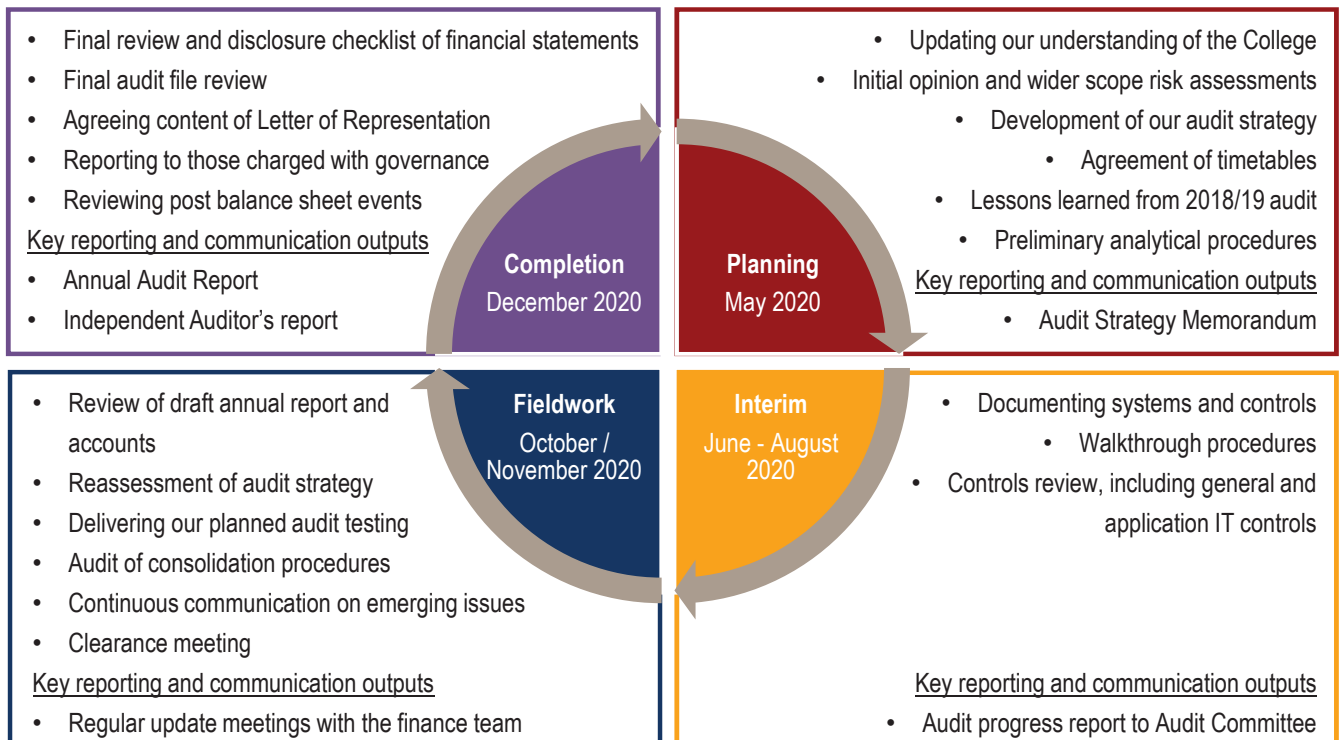 • Final review and disclosure checklist of financial statements
• Final audit file review
• Agreeing content of Letter of Representation
• Reporting to those charged with governance
• Reviewing post balance sheet events
Key reporting and communication outputs
• Annual Audit Report
• Independent Auditor's report
Completion
December 2020
• Updating our understanding of the College
• Initial opinion and wider scope risk assessments
• Development of our audit strategy
• Agreement of timetables
• Lessons learned from 2018/19 audit
• Preliminary analytical procedures
Key reporting and communication outputs
• Audit Strategy Memorandum
Planning
May 2020
• Review of draft annual report and
accounts
• Reassessment of audit strategy
• Delivering our planned audit testing
• Audit of consolidation procedures
• Continuous communication on emerging issues
• Clearance meeting
Key reporting and communication outputs
• Regular update meetings with the finance team
Fieldwork
October /
November 2020
Interim
June - August
2020
• Documenting systems and controls
• Walkthrough procedures
• Controls review, including general and
application IT controls
Key reporting and communication outputs
• Audit progress report to Audit Committee